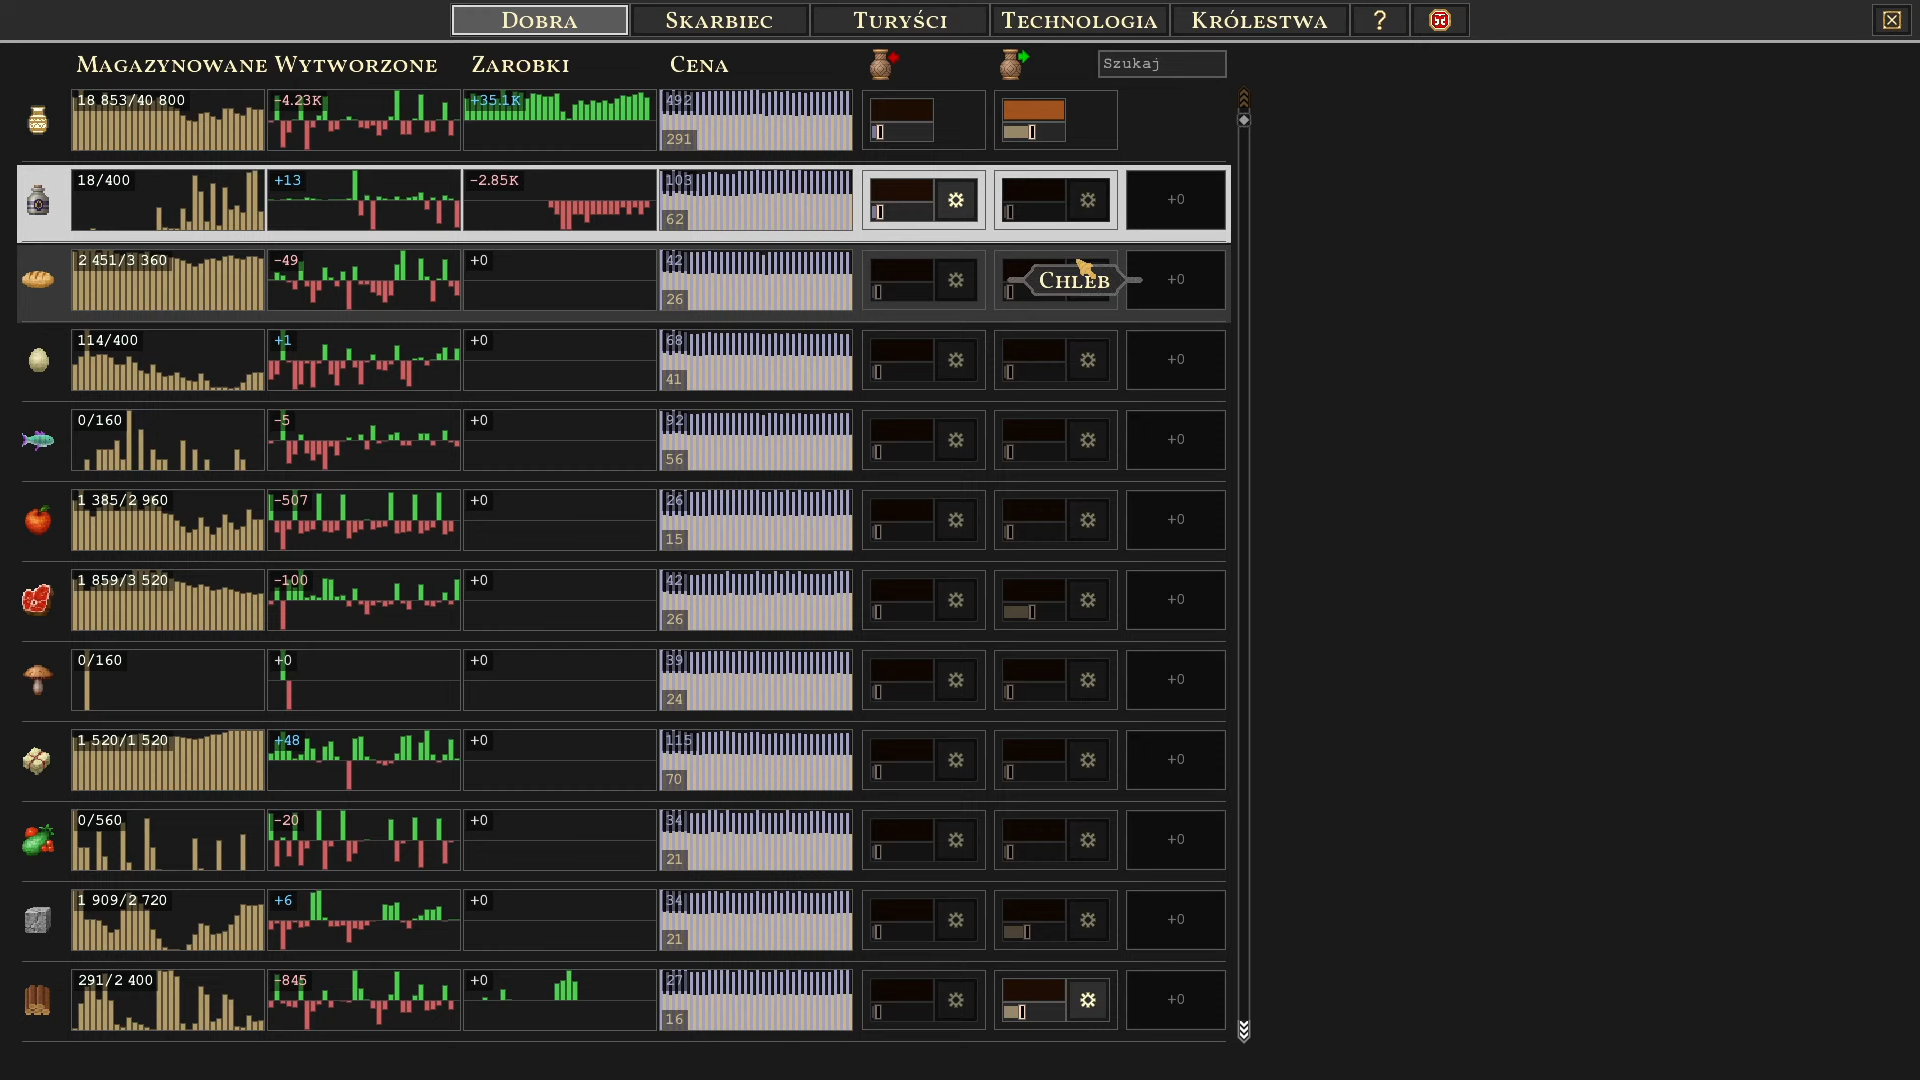 Dobra Skarbiec Turyści Technologia Królestwa ?
Magazynowane Wytworzone Zarobki Cena Szukaj
18 853/40 800 -4.23K +35.1K 492
291
18/400 +13 -2.85K 103
+0
62
2 451/3 360 -49 +0 42
Chleb +0
26
114/400 +1 +0 68
+0
41
0/160 -5 +0 92
+0
56
1 385/2 960 -507 +0 26
+0
15
1 859/3 520 -100 +0 42
+0
26
0/160 +0 +0 39
+0
24
1 520/1 520 +48 +0 115
+0
70
0/560 -20 +0 34
+0
21
1 909/2 720 +6 +0 34
+0
21
291/2 400 -845 +0 27
+0
16